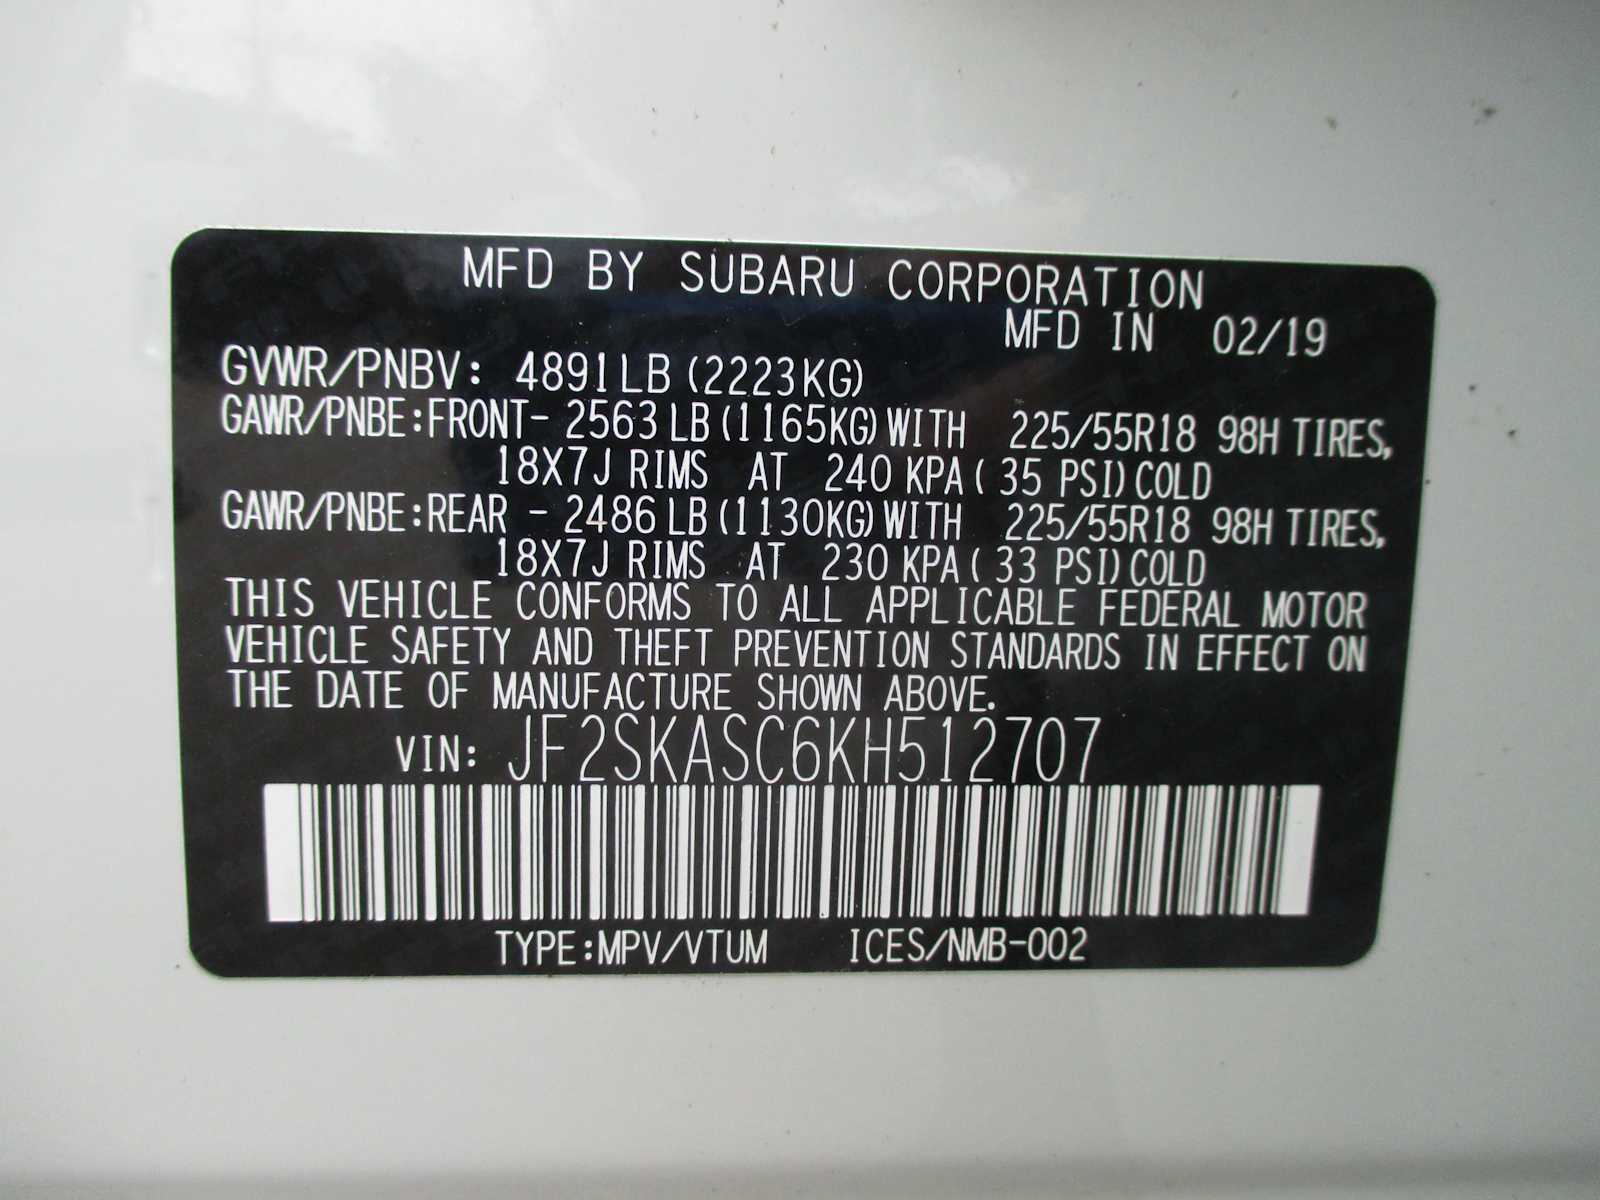 MFD BY SUBARU CORPORATION
MFD IN 02/19
GVWR/PNBV: 4891LB (2223KG)
GAWR/PNBE:FRONT- 2563 LB (1165KG) WITH 225/55R18 98H TIRES,
18X7J RIMS AT 240 KPA ( 35 PSI) COLD
GAWR/PNBE:REAR - 2486 LB (1130KG) WITH 225/55R18 98H TIRES,
18X7J RIMS AT 230 KPA ( 33 PSI) COLD
THIS VEHICLE CONFORMS TO ALL APPLICABLE FEDERAL MOTOR
VEHICLE SAFETY AND THEFT PREVENTION STANDARDS IN EFFECT ON
THE DATE OF MANUFACTURE SHOWN ABOVE.
VIN: JF2SKASC6KH512707
TYPE:MPV/VTUM ICES/NMB-002